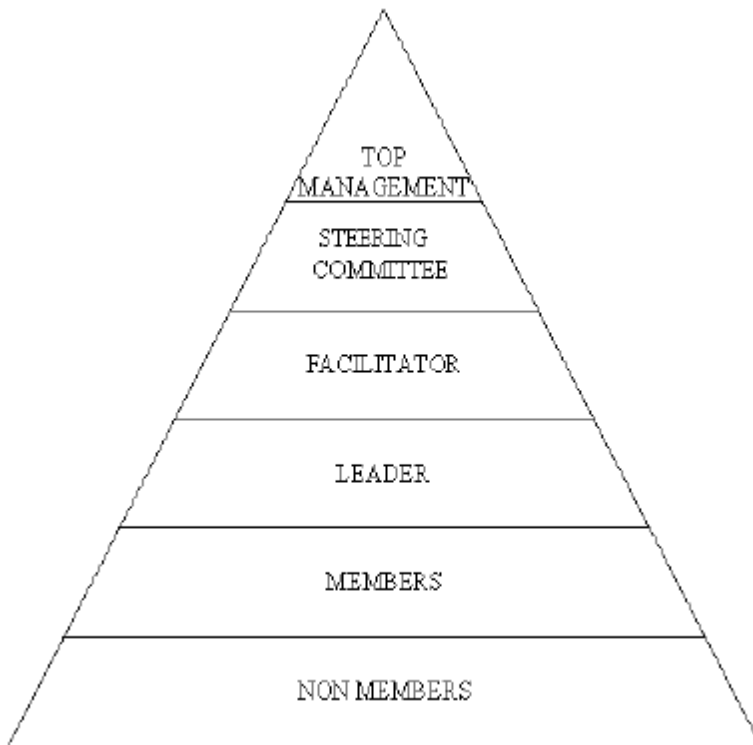 TOP
MANAGEMENT
STEERING
COMMITTEE
FACILITATOR
LEADER
MEMBERS
NON MEMBERS